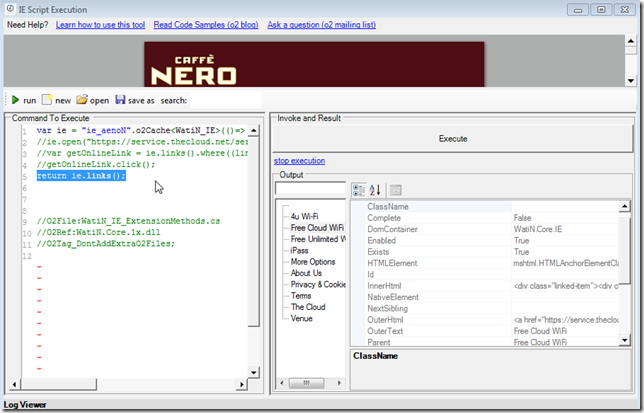 IE Script Execution
Need Help? Learn how to use this tool Read Code Samples (o2 blog) Ask a question (o2 mailing list)
CAFFÈ
NERO
run new open save as search:
Command To Execute
1 var ie = "ie_aenoN".o2Cache<WatiN_IE>(()=>
2 //ie.open("https://service.thecloud.net/ser
3 //var getOnlineLink = ie.links().where((lin
4 //getOnlineLink.click();
5 return ie.links();
6
7
8
9 //O2File:WatiN_IE_ExtensionMethods.cs
10 //O2Ref:WatiN.Core.1x.dll
11 //O2Tag_DontAddExtraO2Files;
12
Invoke and Result
Execute
stop execution
Output
4u Wi-Fi
Free Cloud WiFi
Free Unlimited W
iPass
More Options
About Us
Privacy & Cookie
Terms
The Cloud
Venue
ClassName
Complete False
DomContainer WatiN.Core.IE
Enabled True
Exists True
HTMLElement mshtml.HTMLAnchorElementCl
Id
InnerHtml <div class="linked-item"><div c
NativeElement
NextSibling
OuterHtml <a href="https://service.theclou
OuterText Free Cloud WiFi
Parent Free Cloud WiFi
ClassName
Log Viewer